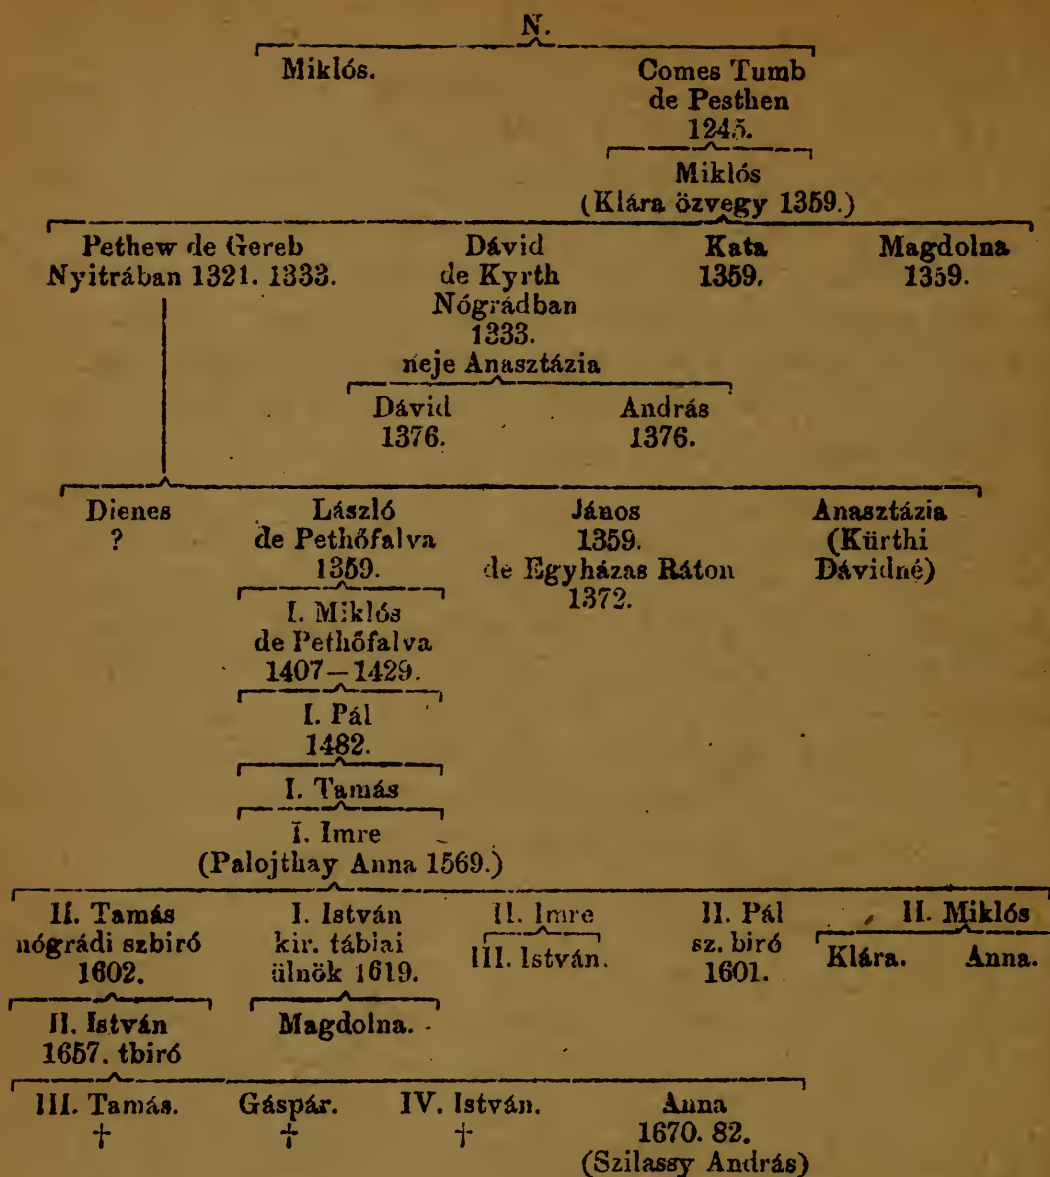 N.
Miklós. Comes Tumb
de Pesthen
1245.
Miklós
(Klára özvegy 1359.)
Pethew de Gereb Dávid Kata Magdolna
Nyitrában 1321. 1333. de Kyrth 1359. 1359.
Nógrádban
1333.
neje Anasztázia
Dávid András
1376. 1376.
Dienes László János Anasztázia
? de Pethőfalva 1359. (Kürthi
1359. de Egyházas Ráton Dávidné)
1372.
I. Miklós
de Pethőfalva
1407—1429.
I. Pál
1482.
I. Tamás
I. Imre
(Palojthay Anna 1569.)
II. Tamás I. István II. Imre II. Pál II. Miklós
nógrádi szbiró kir. táblai III. István. sz. biró Klára. Anna.
1602. ülnök 1619. 1601.
II. István Magdolna.
1657. tbiró
III. Tamás. Gáspár. IV. István. Anna
† † † 1670. 82.
(Szilassy András)